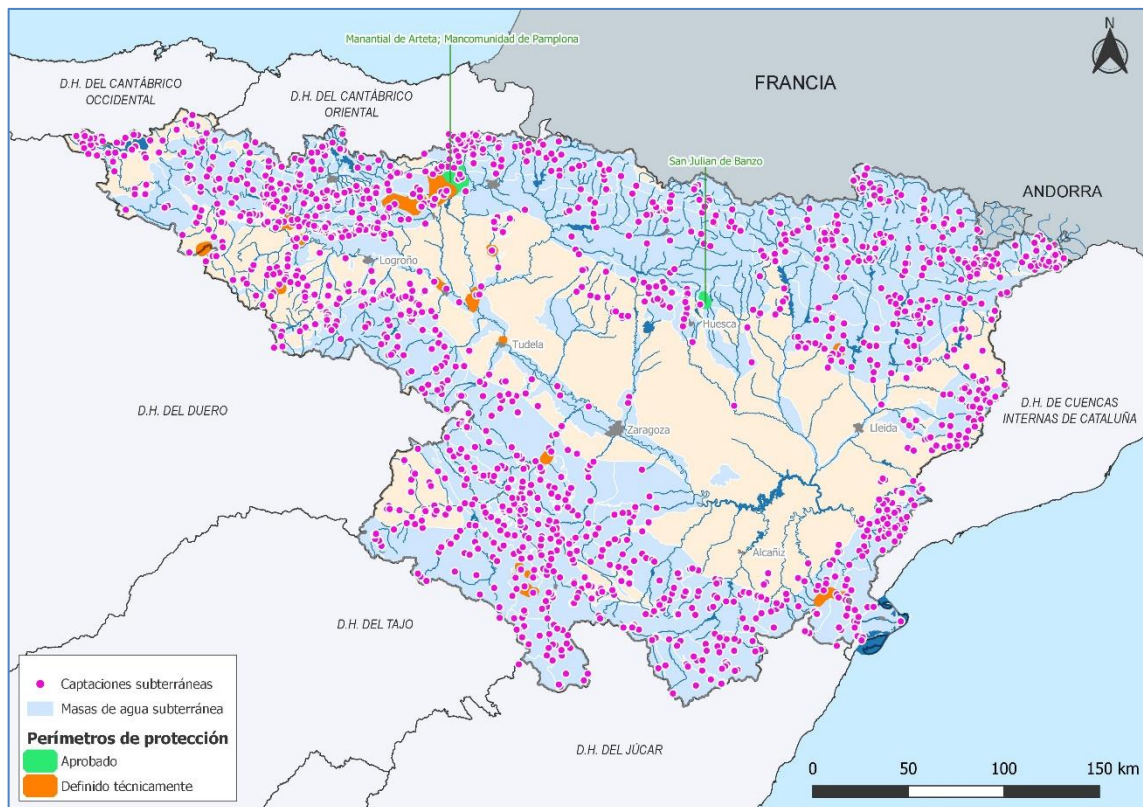 Manantial de Arteta; Mancomunidad de Pamplona
N
D.H. DEL CANTÁBRICO
OCCIDENTAL
D.H. DEL CANTÁBRICO
ORIENTAL
FRANCIA
San Julian de Banzo
ANDORRA
Logroño
Huesca
Tudela
D.H. DEL DUERO
D.H. DE CUENCAS
INTERNAS DE CATALUÑA
Zaragoza
Lleida
Alcañiz
D.H. DEL TAJO
D.H. DEL JÚCAR
Captaciones subterráneas
Masas de agua subterránea
Perímetros de protección
Aprobado
Definido técnicamente
0 50 100 150 km